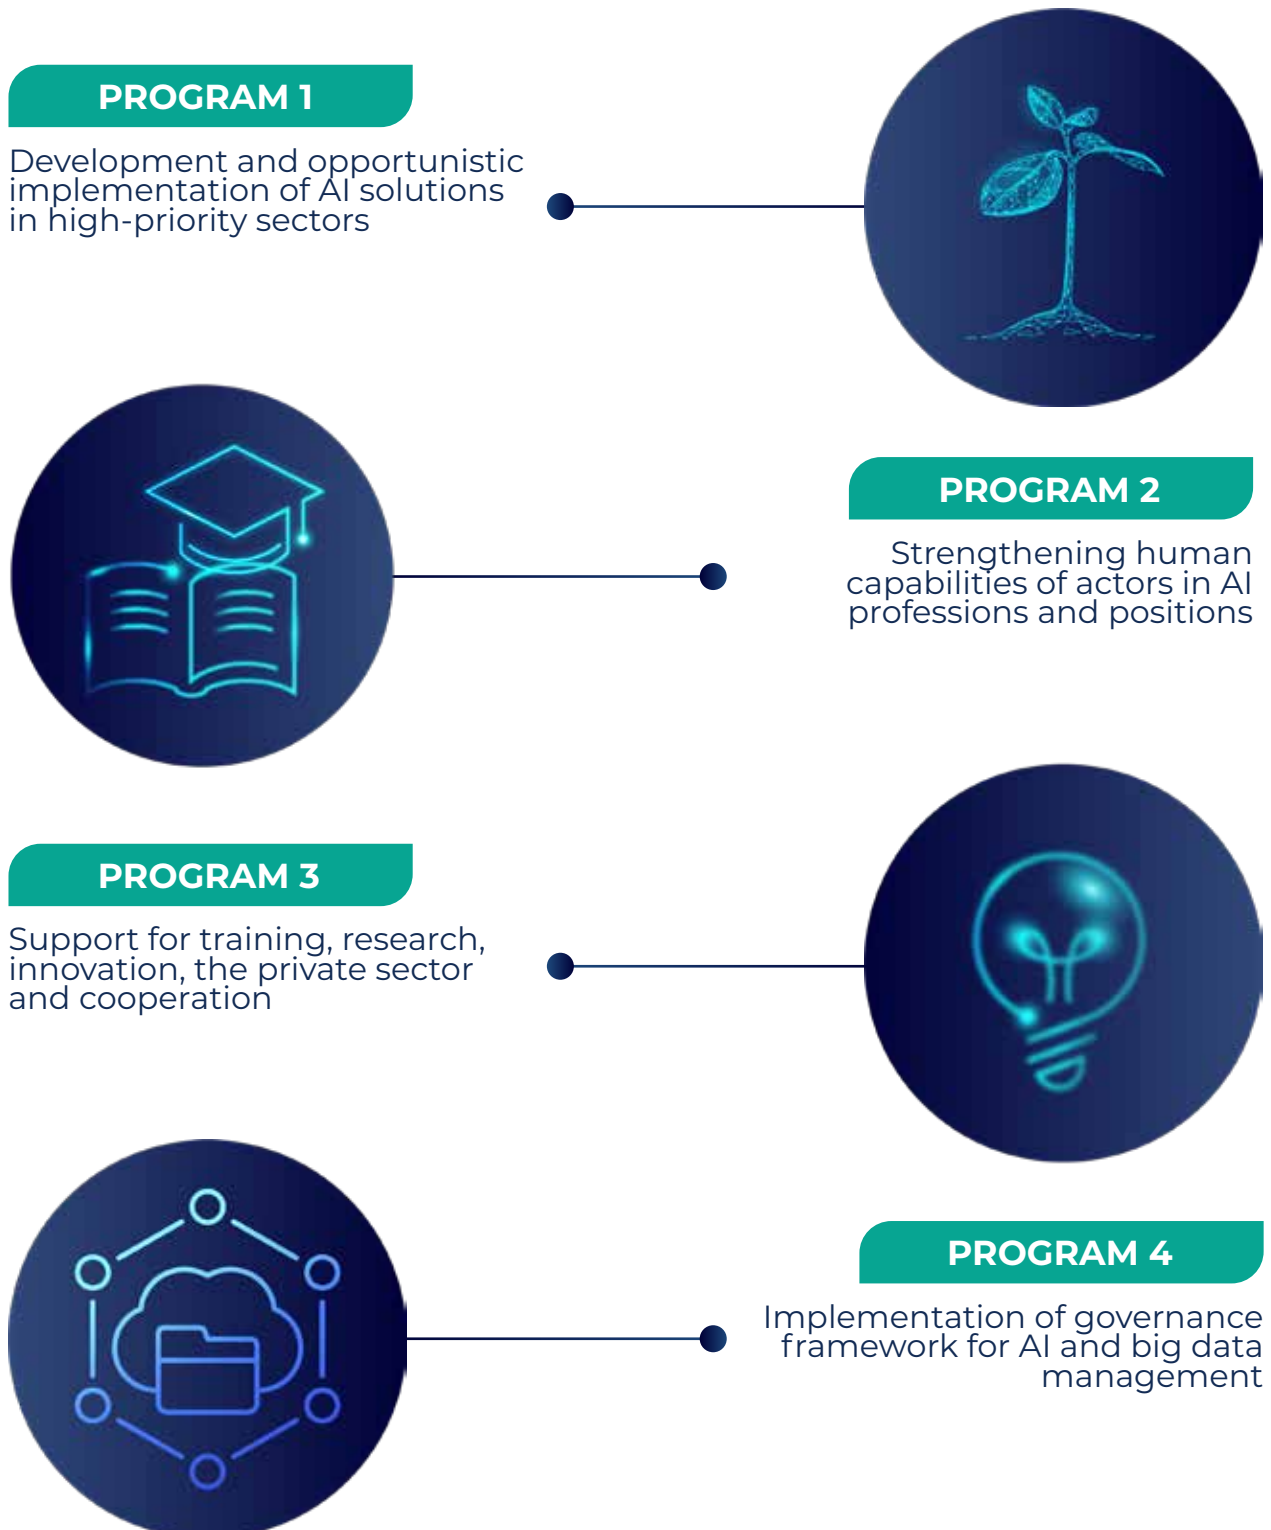 PROGRAM 1
Development and opportunistic
implementation of AI solutions
in high-priority sectors
PROGRAM 2
Strengthening human
capabilities of actors in AI
professions and positions
PROGRAM 3
Support for training, research,
innovation, the private sector
and cooperation
PROGRAM 4
Implementation of governance
framework for AI and big data
management